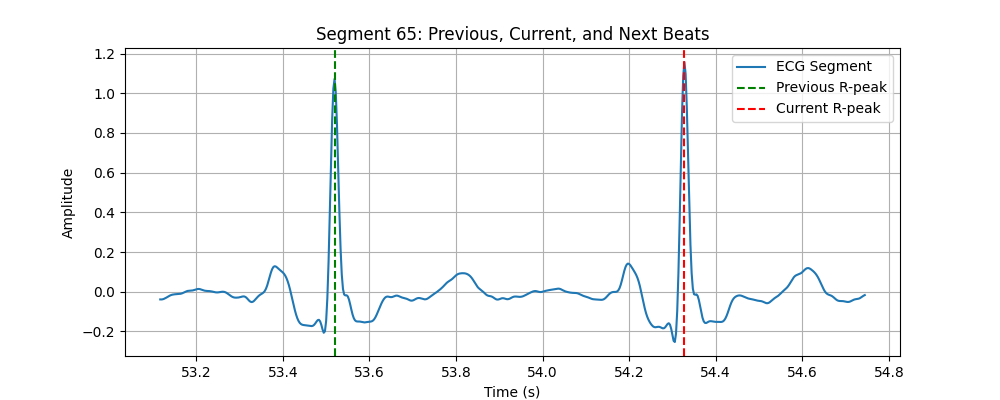 Segment 65: Previous, Current, and Next Beats
1.2
1.0
0.8
0.6
0.4
0.2
0.0
−0.2
Amplitude
ECG Segment
Previous R-peak
Current R-peak
53.2 53.4 53.6 53.8 54.0 54.2 54.4 54.6 54.8
Time (s)